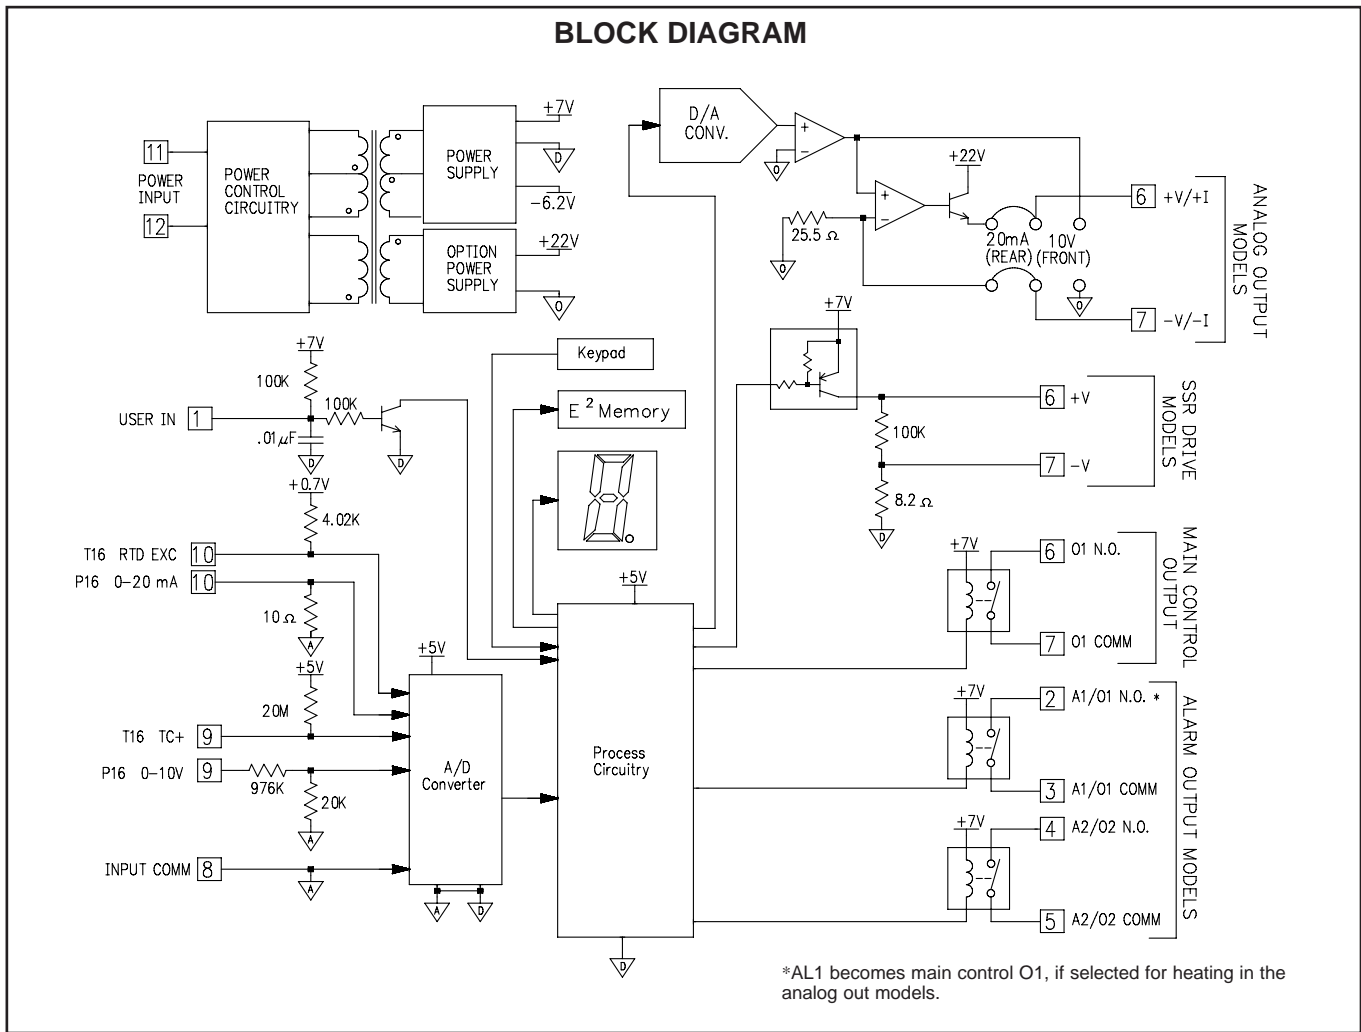 BLOCK DIAGRAM
11
POWER
INPUT
12
POWER
CONTROL
CIRCUITRY
POWER
SUPPLY
+7V
D
-6.2V
OPTION
POWER
SUPPLY
+22V
O
D/A
CONV.
+
-
O
+22V
+
-
25.5 Ω
O
20mA
(REAR)
10V
(FRONT)
O
6 +V/+I
7 -V/-I
ANALOG OUTPUT
MODELS
+7V
100K
USER IN 1
100K
.01μF
D
D
Keypad
E² Memory
+7V
6 +V
100K
7 -V
8.2 Ω
D
SSR DRIVE
MODELS
+0.7V
4.02K
T16 RTD EXC 10
P16 0-20 mA 10
10 Ω
A
+5V
20M
T16 TC+ 9
P16 0-10V 9
976K
20K
A
INPUT COMM 8
A
+5V
A/D
Converter
A
D
+5V
Process
Circuitry
D
+7V
6 O1 N.O.
7 O1 COMM
MAIN CONTROL
OUTPUT
+7V
2 A1/O1 N.O. *
3 A1/O1 COMM
+7V
4 A2/O2 N.O.
5 A2/O2 COMM
ALARM OUTPUT MODELS
*AL1 becomes main control O1, if selected for heating in the
analog out models.